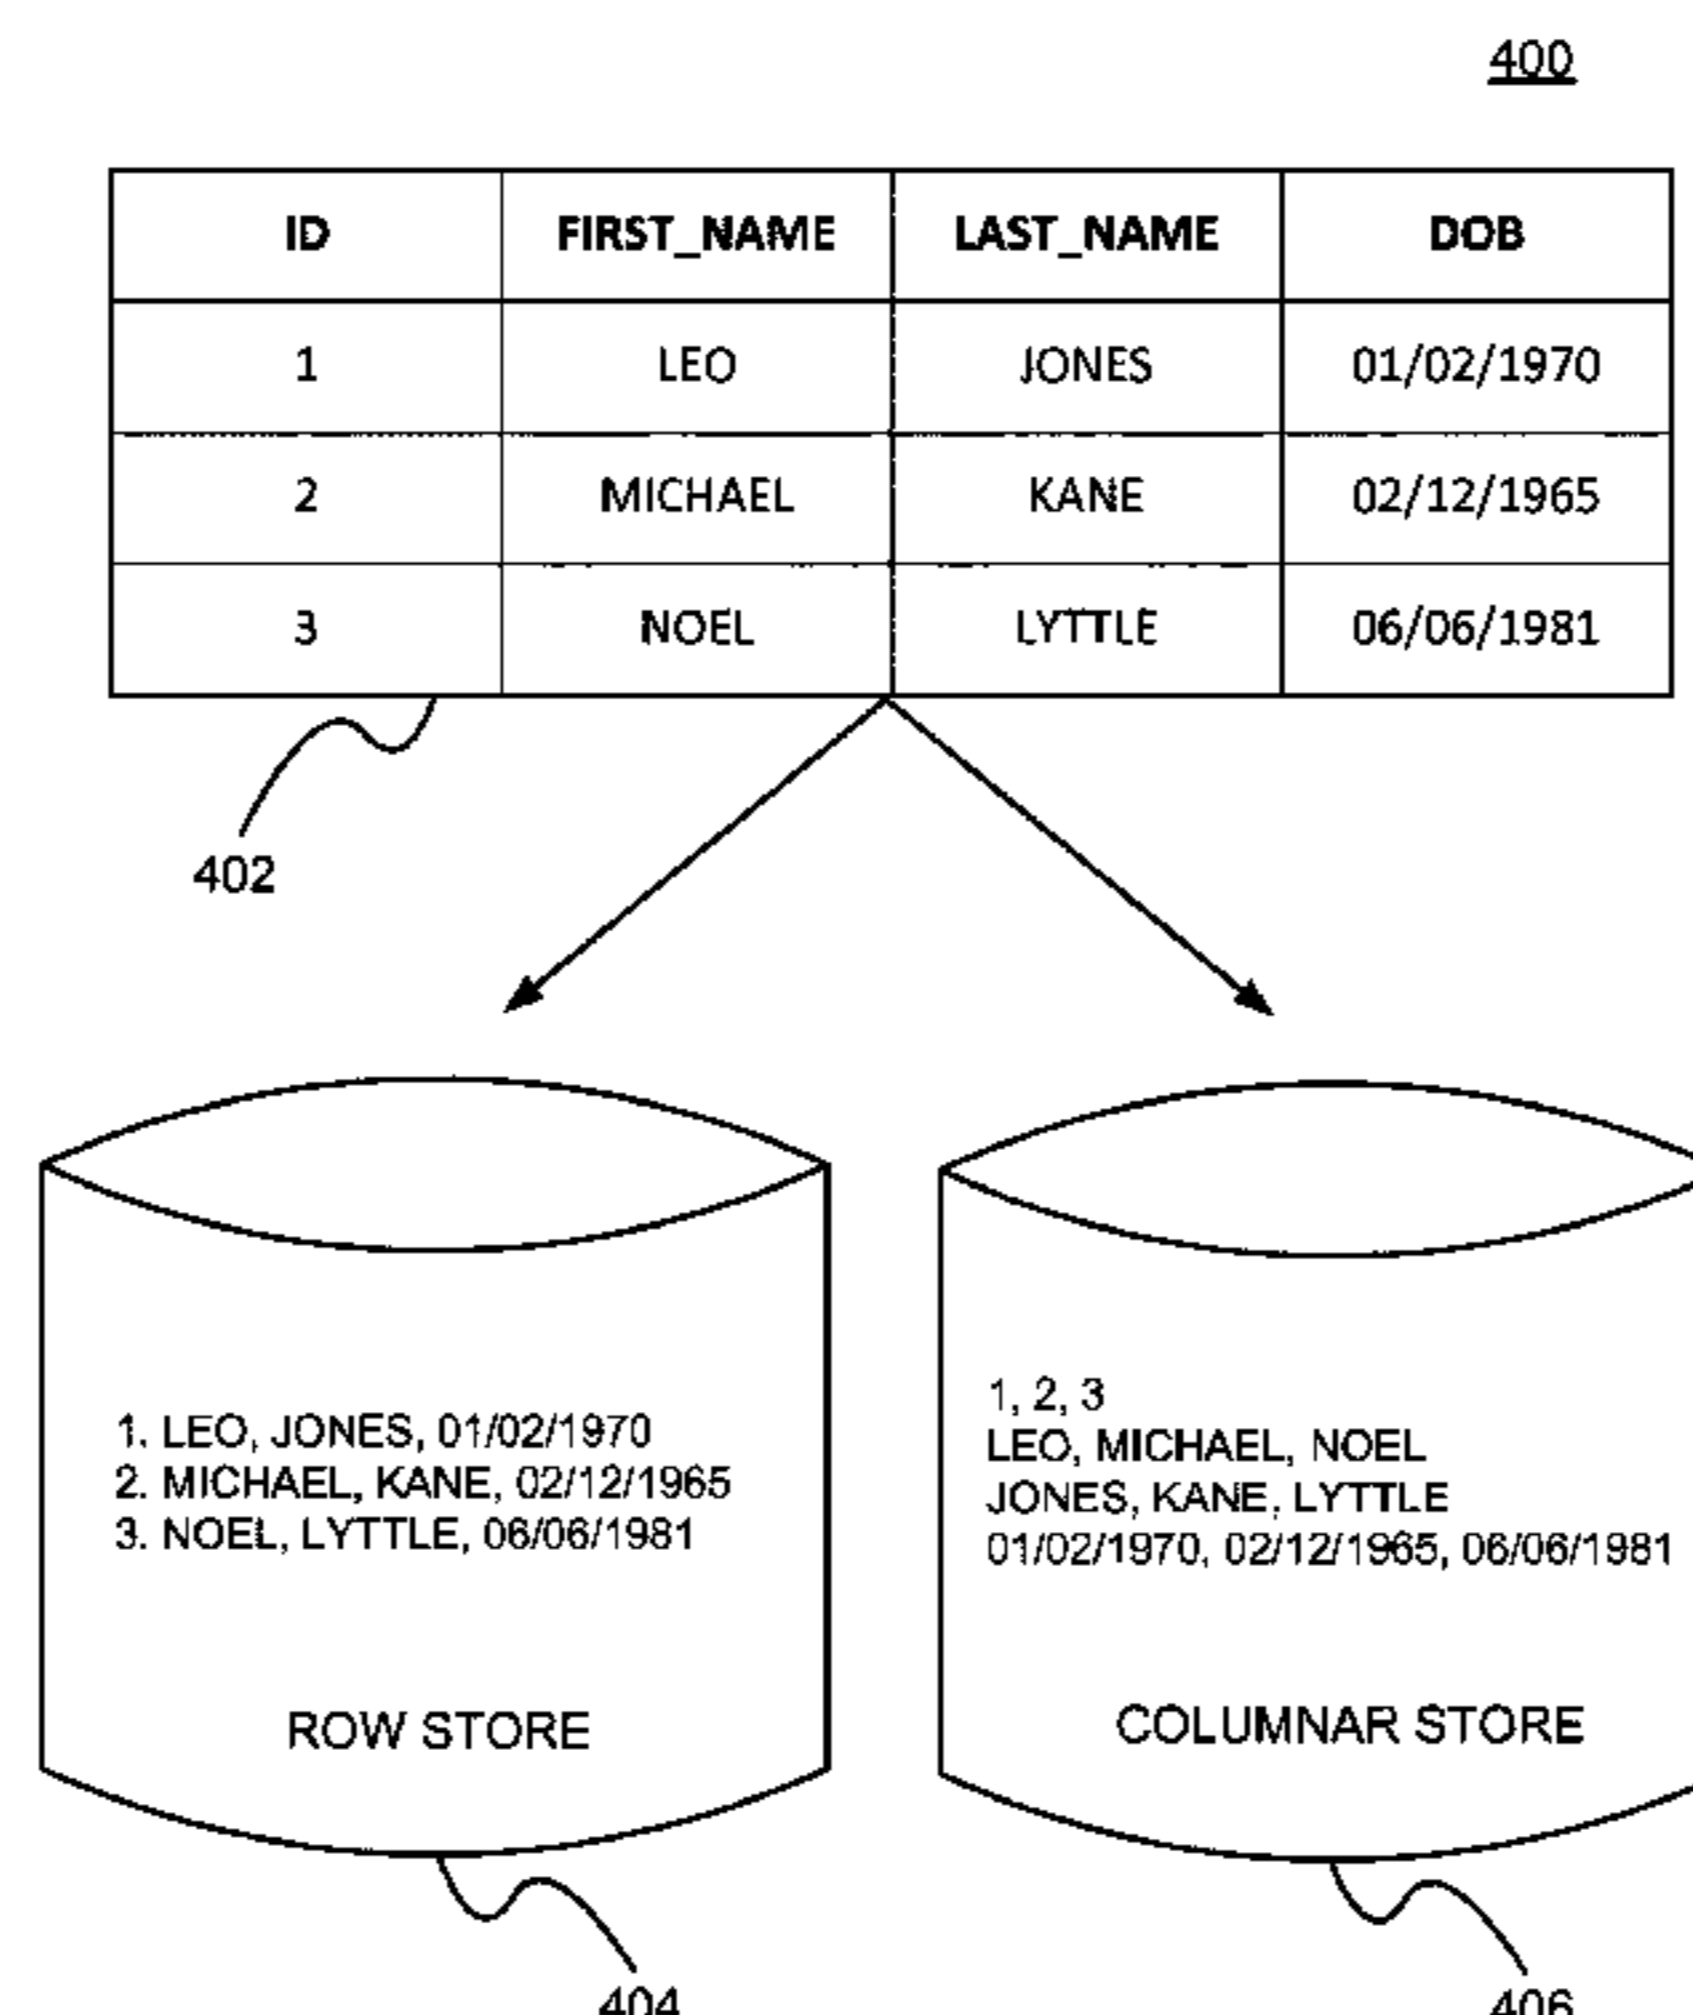 400
ID FIRST_NAME LAST_NAME DOB
1 LEO JONES 01/02/1970
2 MICHAEL KANE 02/12/1965
3 NOEL LYTTLE 06/06/1981
402
1. LEO, JONES, 01/02/1970
2. MICHAEL, KANE, 02/12/1965
3. NOEL, LYTTLE, 06/06/1981
ROW STORE
1, 2, 3
LEO, MICHAEL, NOEL
JONES, KANE, LYTTLE
01/02/1970, 02/12/1965, 06/06/1981
COLUMNAR STORE
404
406